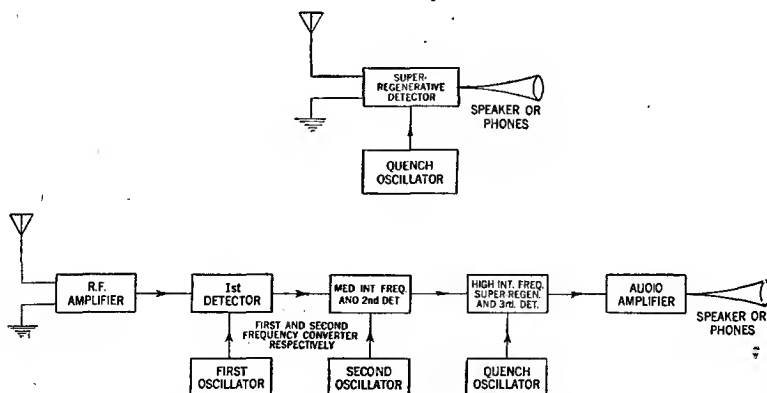 SUPER-
REGENERATIVE
DETECTOR
SPEAKER OR
PHONES
QUENCH
OSCILLATOR
R.F.
AMPLIFIER
1st
DETECTOR
MED INT FREQ.
AND 2nd DET
HIGH INT. FREQ.
SUPER REGEN.
AND 3rd. DET.
AUDIO
AMPLIFIER
SPEAKER OR
PHONES
FIRST AND SECOND
FREQUENCY CONVERTER
RESPECTIVELY
FIRST
OSCILLATOR
SECOND
OSCILLATOR
QUENCH
OSCILLATOR